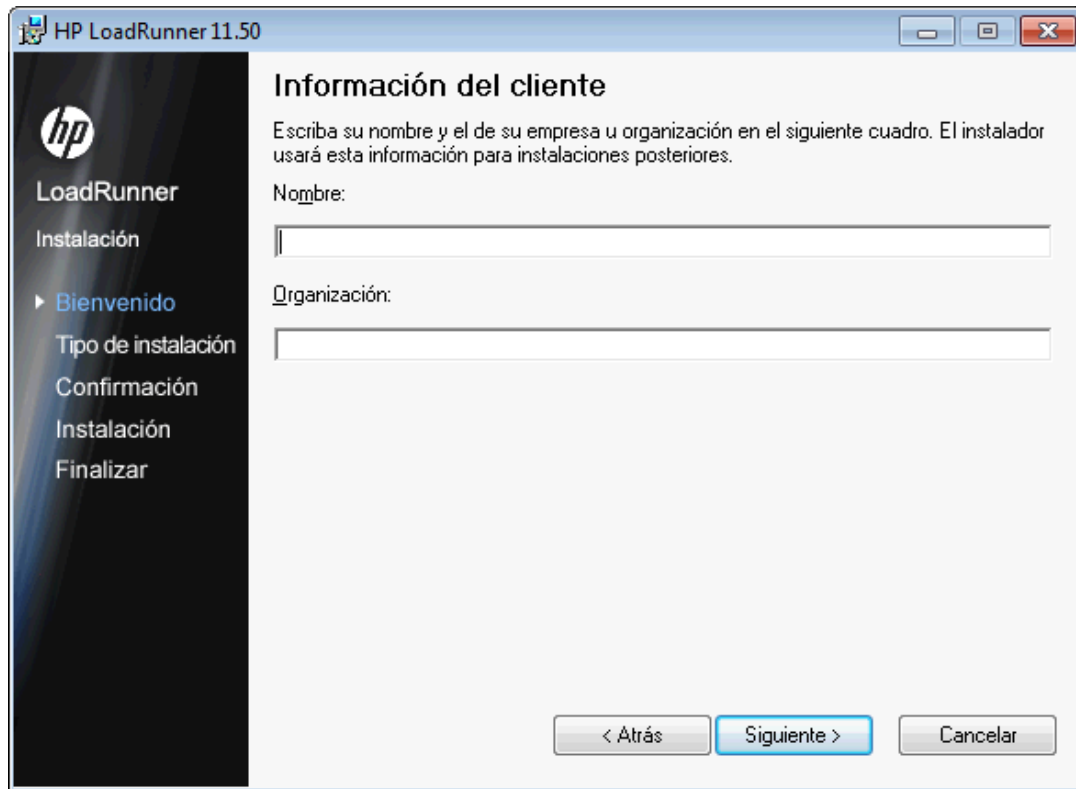 HP LoadRunner 11.50
hp
LoadRunner
Instalación
Bienvenido
Tipo de instalación
Confirmación
Instalación
Finalizar
Información del cliente
Escriba su nombre y el de su empresa u organización en el siguiente cuadro. El instalador
usará esta información para instalaciones posteriores.
Nombre:
Organización:
< Atrás
Siguiente >
Cancelar